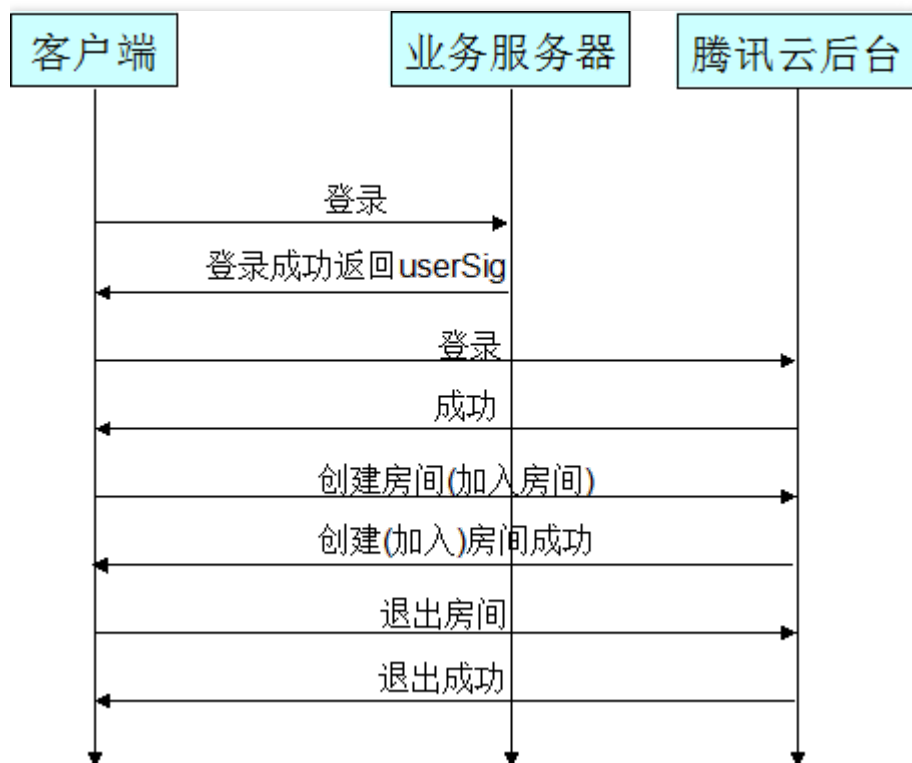 客户端
业务服务器
腾讯云后台
登录
登录成功返回userSig
登录
成功
创建房间(加入房间)
创建(加入)房间成功
退出房间
退出成功